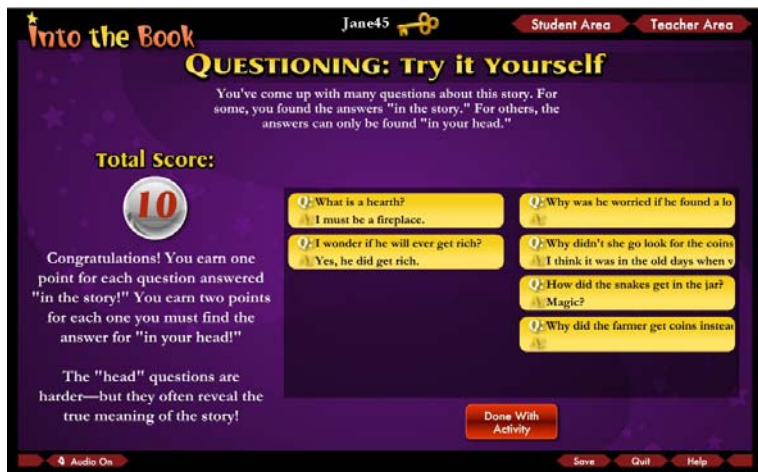 Into the Book
Jane45
Student Area
Teacher Area
QUESTIONING: Try it Yourself
You've come up with many questions about this story. For
some, you found the answers "in the story." For others, the
answers can only be found "in your head."
Total Score:
10
Congratulations! You earn one
point for each question answered
"in the story!" You earn two points
for each one you must find the
answer for "in your head!"
The "head" questions are
harder—but they often reveal the
true meaning of the story!
Q: What is a hearth?
A: I must be a fireplace.
Q: I wonder if he will ever get rich?
A: Yes, he did get rich.
Q: Why was he worried if he found a lo
A:
Q: Why didn't she go look for the coins
A: I think it was in the old days when
Q: How did the snakes get in the jar?
A: Magic?
Q: Why did the farmer get coins instea
A:
Done With
Activity
Audio On
Save
Quit
Help